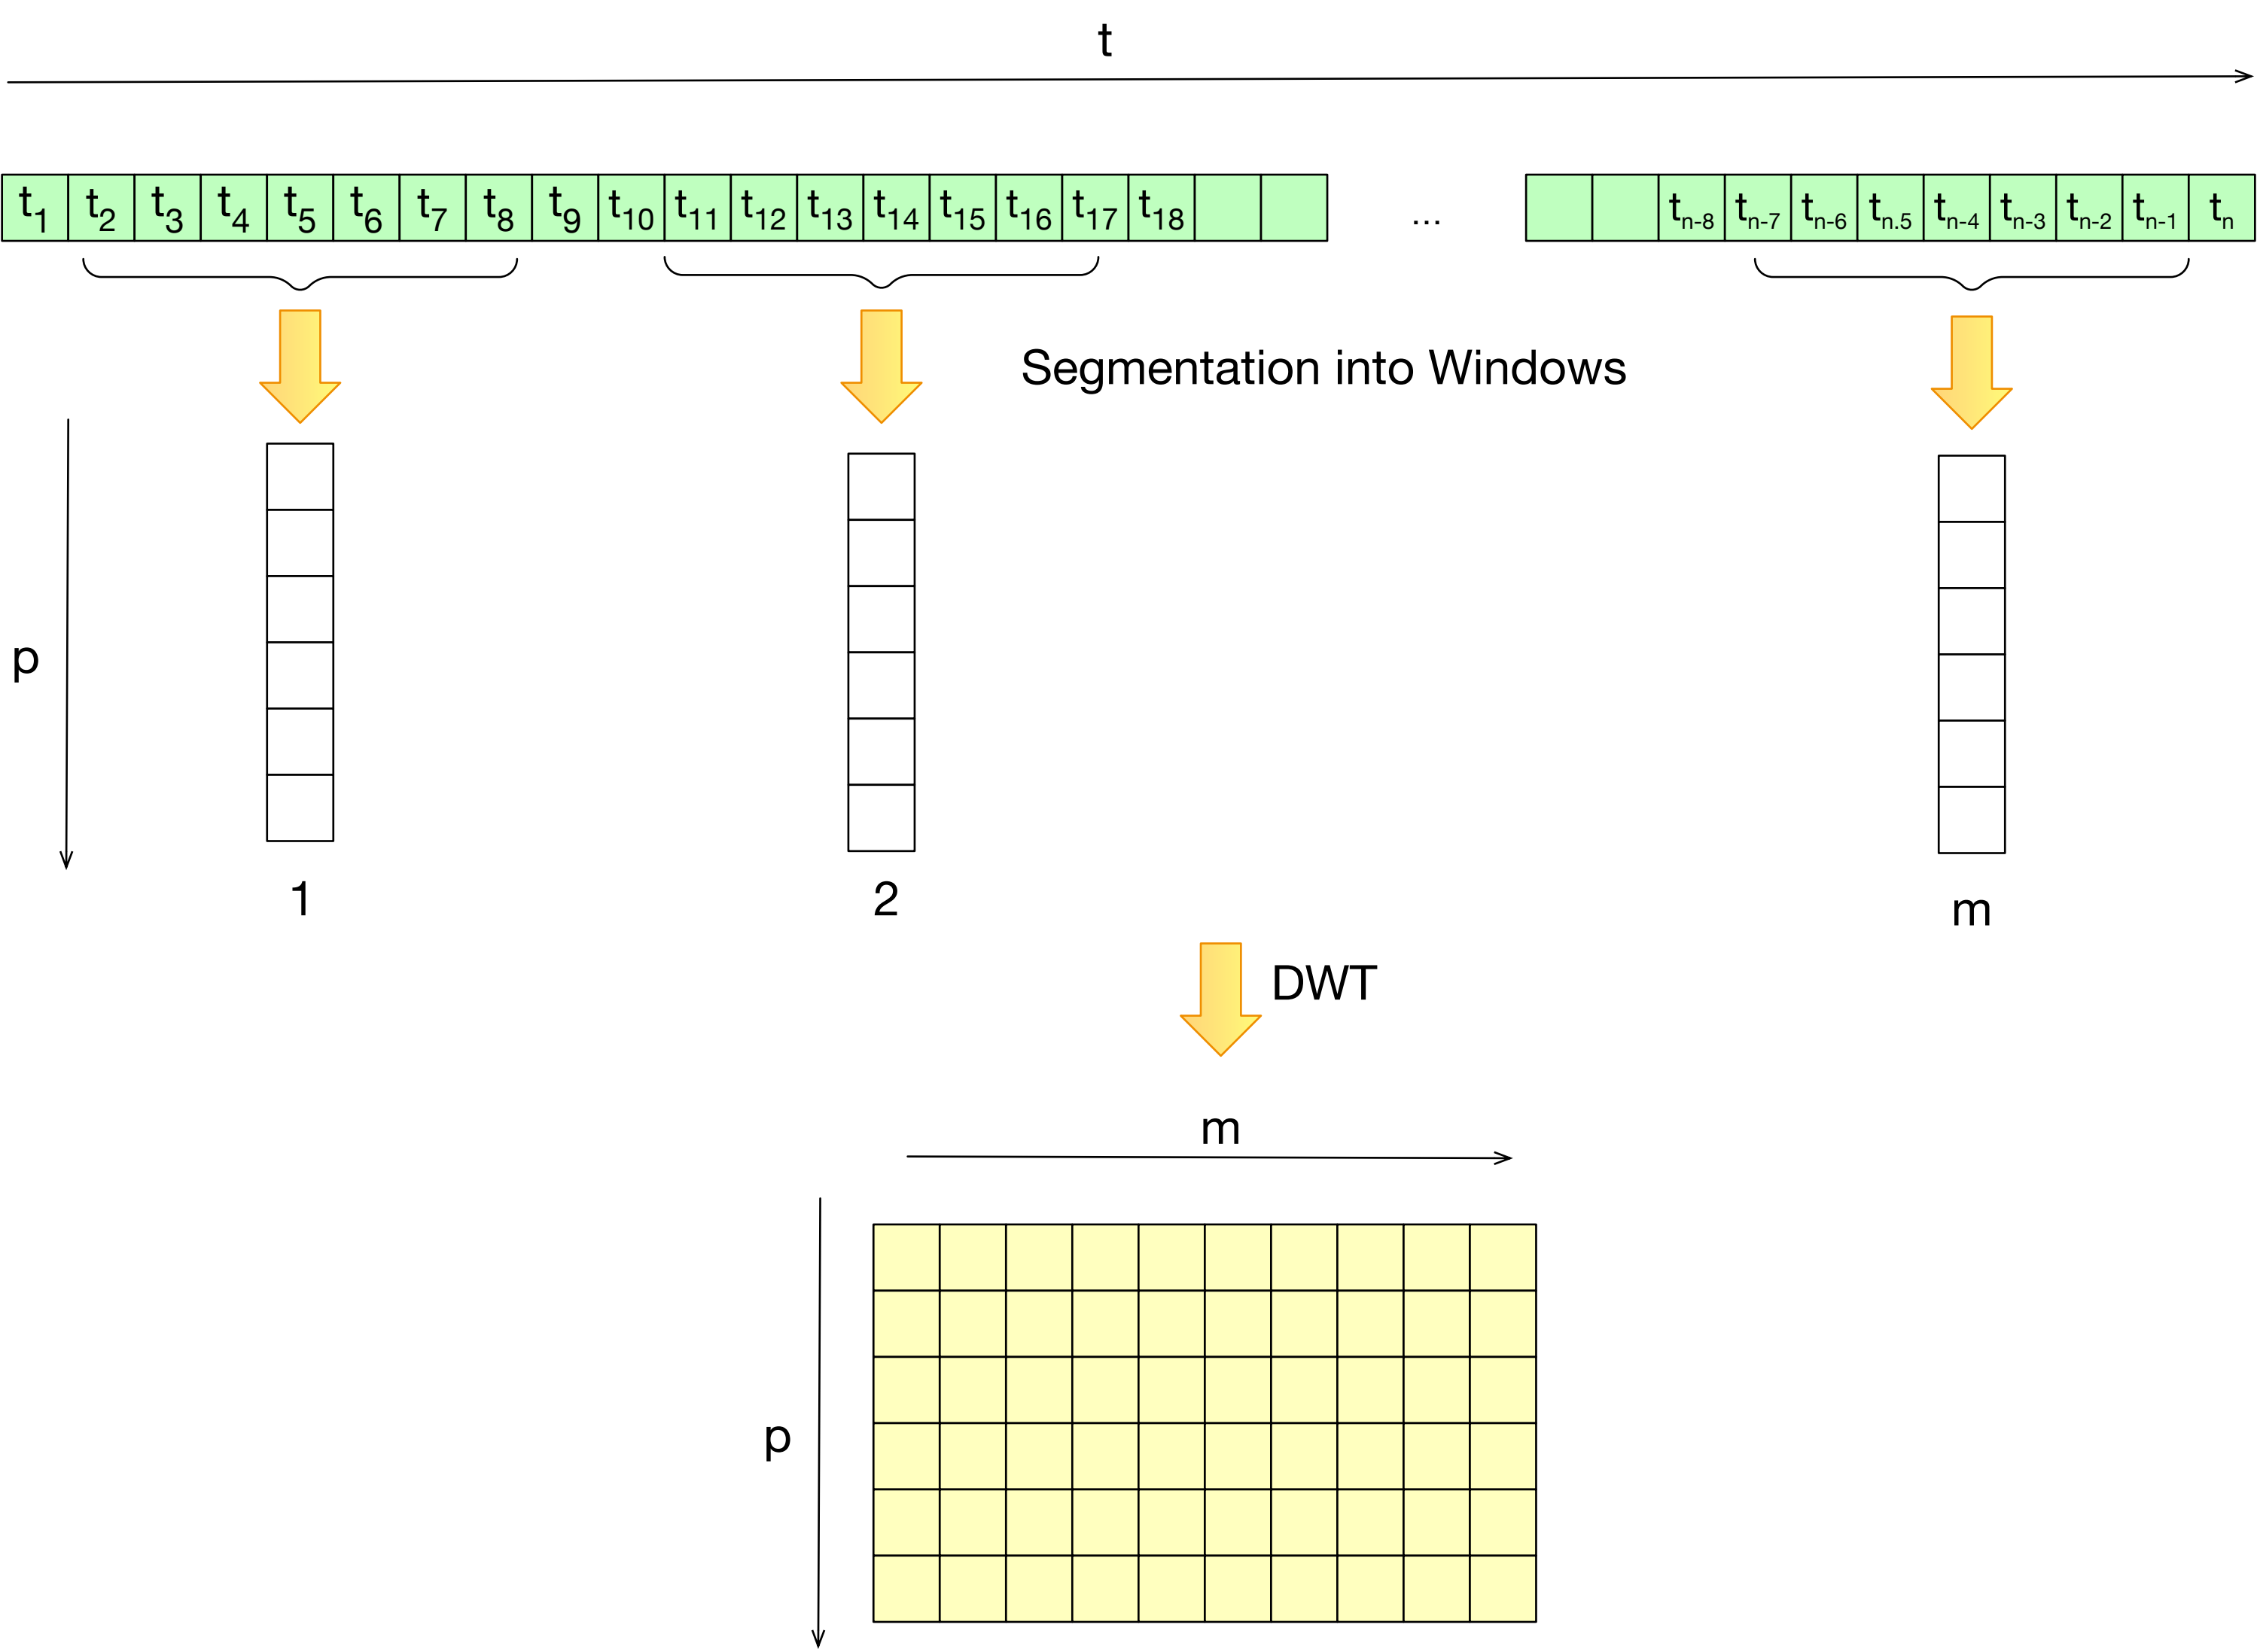 t
t1 t2 t3 t4 t5 t6 t7 t8 t9 t10 t11 t12 t13 t14 t15 t16 t17 t18 ... tn-8 tn-7 tn-6 tn.5 tn-4 tn-3 tn-2 tn-1 tn
Segmentation into Windows
p
1 2 m
DWT
m
p